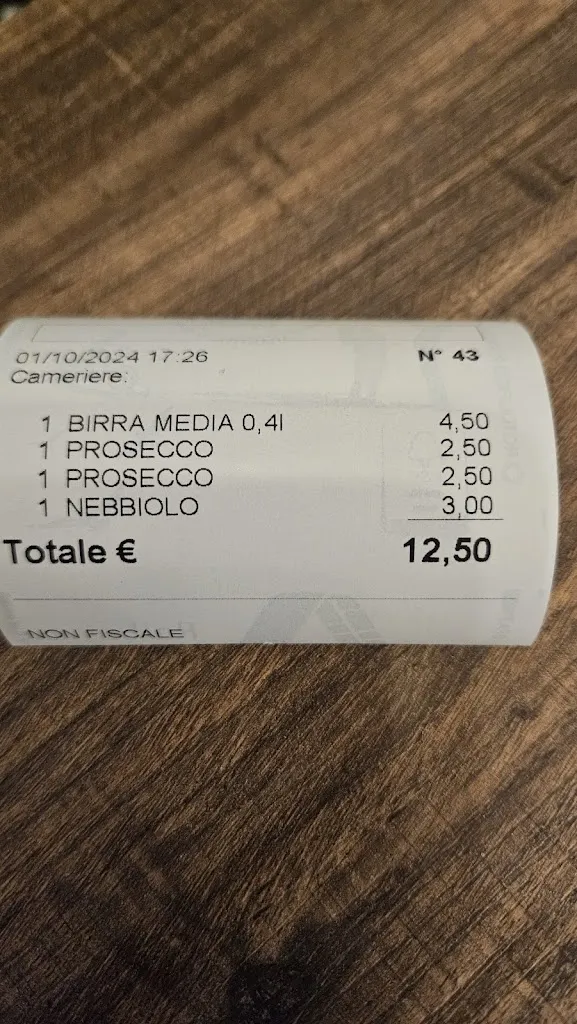 01/10/2024 17:26 N° 43
Cameriere:
1 BIRRA MEDIA 0,4l 4,50
1 PROSECCO 2,50
1 PROSECCO 2,50
1 NEBBIOLO 3,00
Totale € 12,50
NON FISCALE